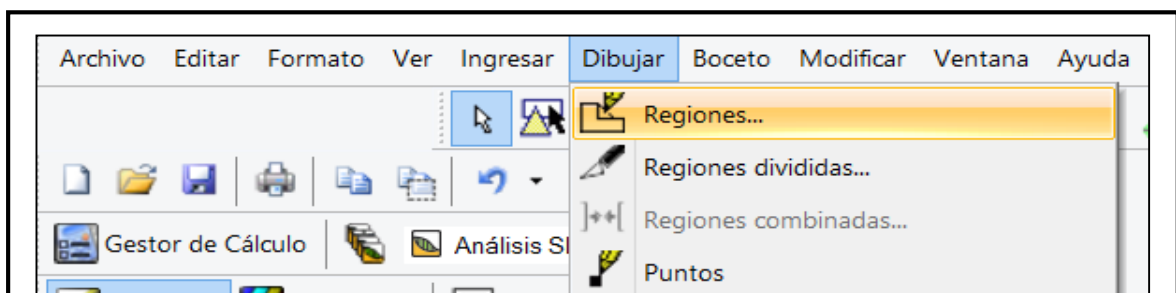 Archivo Editar Formato Ver Ingresar Dibujar Boceto Modificar Ventana Ayuda
Regiones...
Regiones divididas...
Regiones combinadas...
Gestor de Cálculo Análisis
Puntos